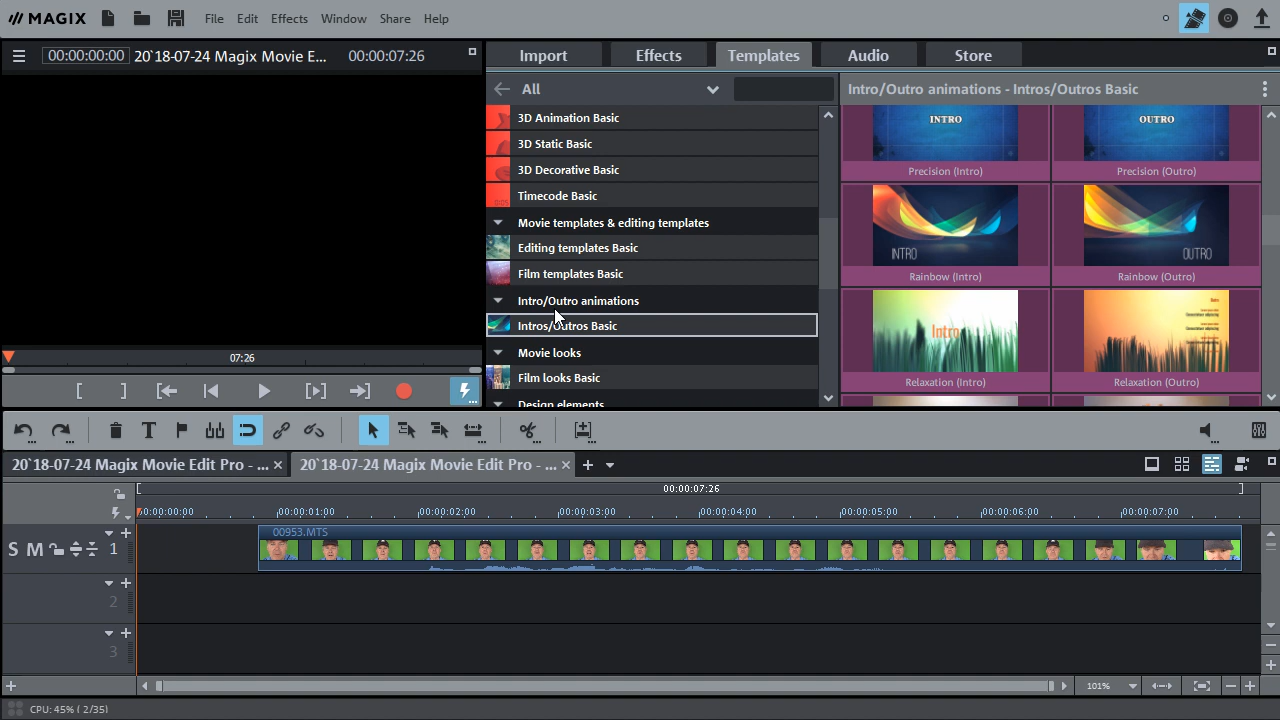 MAGIX
File Edit Effects Window Share Help
00:00:00:00 20`18-07-24 Magix Movie E... 00:00:07:26
Import Effects Templates Audio Store
All
Intro/Outro animations - Intros/Outros Basic
3D Animation Basic
3D Static Basic
3D Decorative Basic
Timecode Basic
Movie templates & editing templates
Editing templates Basic
Film templates Basic
Intro/Outro animations
Intros/Outros Basic
Movie looks
Film looks Basic
Design elements
INTRO OUTRO
Precision (Intro) Precision (Outro)
INTRO OUTRO
Rainbow (Intro) Rainbow (Outro)
Intro
Relaxation (Intro) Relaxation (Outro)
07:26
20`18-07-24 Magix Movie Edit Pro - ... × 20`18-07-24 Magix Movie Edit Pro - ... ×
00:00:07:26
00:00:00:00 00:00:01:00 00:00:02:00 00:00:03:00 00:00:04:00 00:00:05:00 00:00:06:00 00:00:07:00
00953.MTS
S M 1
2
3
101%
CPU: 45% ( 2/35)